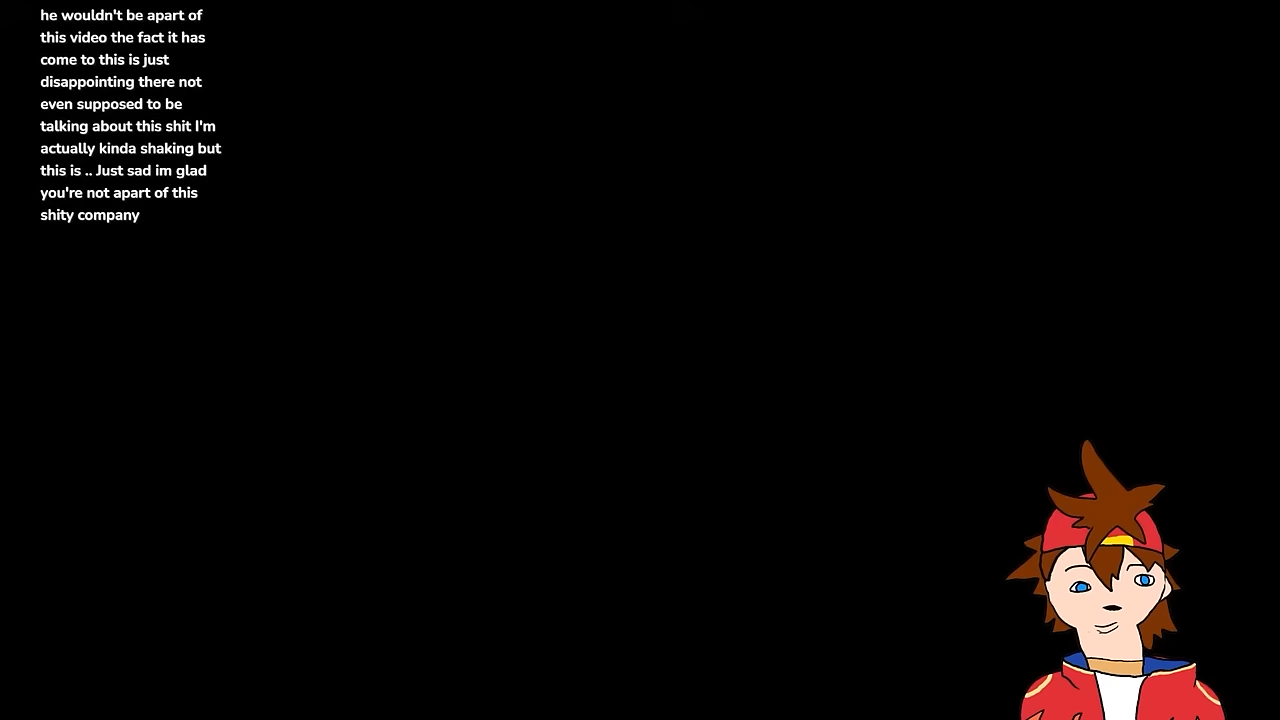 he wouldn't be apart of
this video the fact it has
come to this is just
disappointing there not
even supposed to be
talking about this shit I'm
actually kinda shaking but
this is .. Just sad im glad
you're not apart of this
shity company